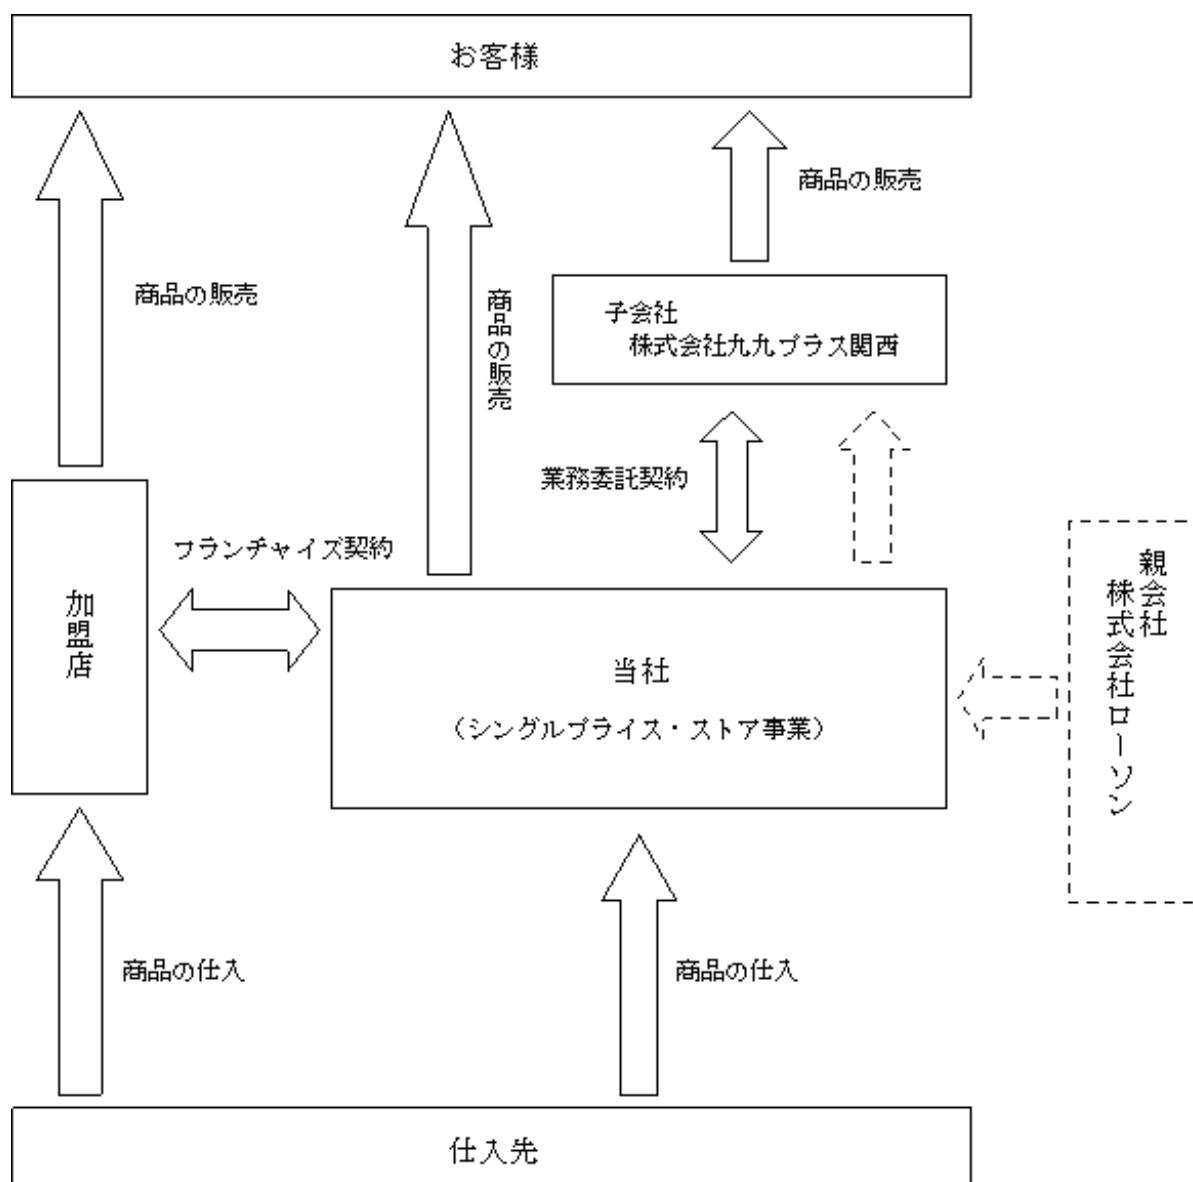 お客様
商品の販売
商品の販売
商品の販売
子会社
株式会社九九プラス関西
業務委託契約
フランチャイズ契約
加盟店
当社
（シングルプライス・ストア事業）
親会社
株式会社ローソン
商品の仕入
商品の仕入
仕入先